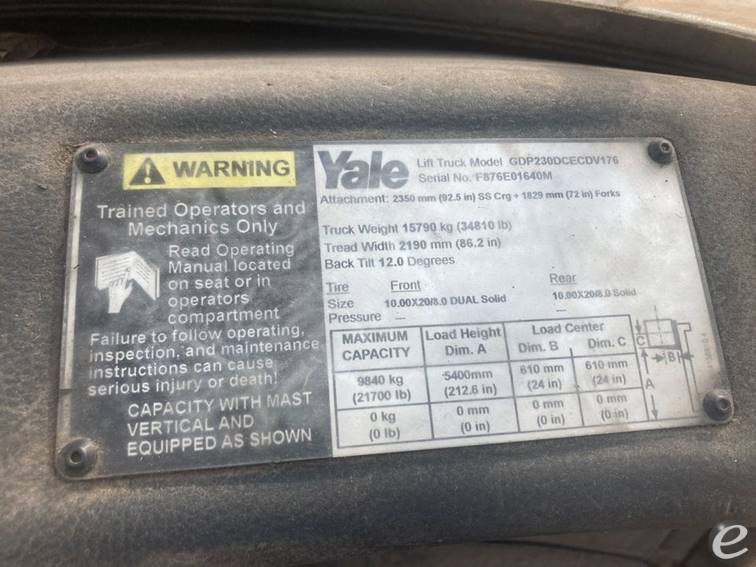 WARNING
Trained Operators and
Mechanics Only
Read Operating
Manual located
on seat or in
operators
compartment
Failure to follow operating,
inspection, and maintenance
instructions can cause
serious injury or death!
CAPACITY WITH MAST
VERTICAL AND
EQUIPPED AS SHOWN
Yale Lift Truck Model GDP230DCECDV176
Serial No. F876E01640M
Attachment: 2350 mm (92.5 in) SS Crg + 1829 mm (72 in) Forks
Truck Weight 15790 kg (34810 lb)
Tread Width 2190 mm (86.2 in)
Back Tilt 12.0 Degrees
Tire Front Rear
Size 10.00X20/8.0 DUAL Solid 10.00X20/8.0 Solid
Pressure --- ---
MAXIMUM CAPACITY Load Height Dim. A Load Center Dim. B Dim. C
9840 kg 5400mm 610 mm 610 mm
(21700 lb) (212.6 in) (24 in) (24 in)
0 kg 0 mm 0 mm 0 mm
(0 lb) (0 in) (0 in) (0 in)
C
B
A
e